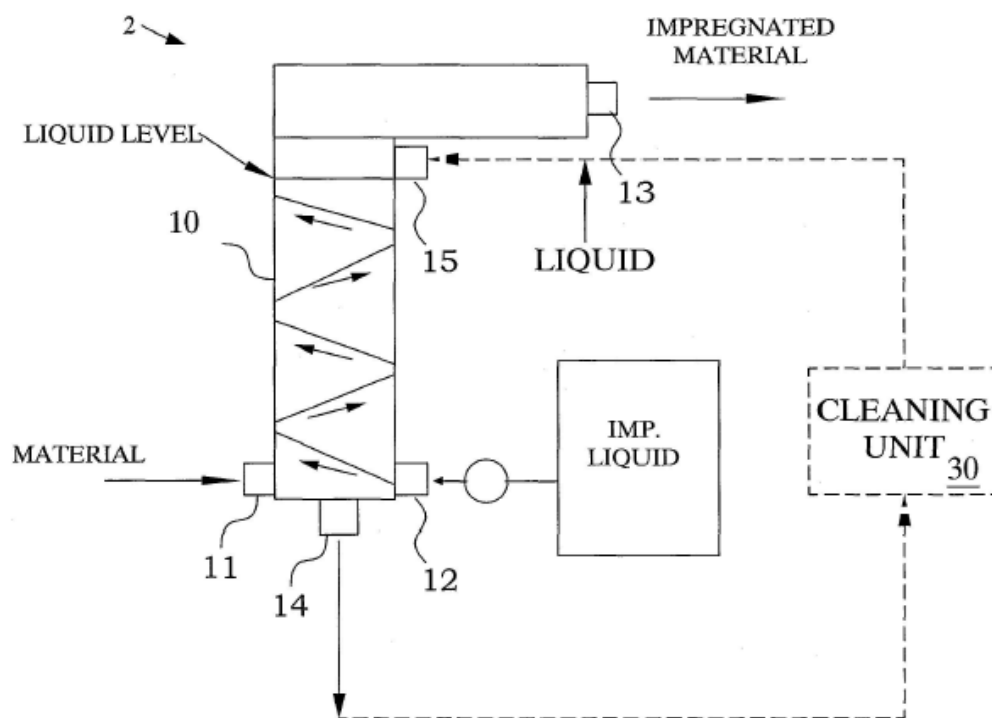 2
IMPREGNATED
MATERIAL
LIQUID LEVEL
13
10
15
LIQUID
CLEANING
UNIT 30
IMP.
LIQUID
MATERIAL
11
14
12